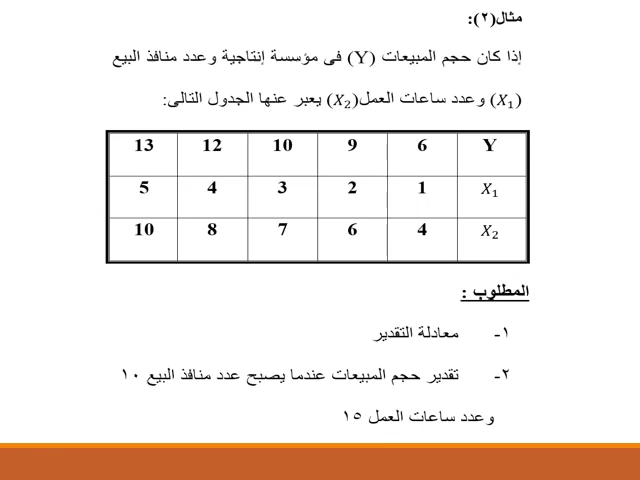 مثال(٢):
إذا كان حجم المبيعات (Y) فى مؤسسة إنتاجية وعدد منافذ البيع
(X₁) وعدد ساعات العمل(X₂) يعبر عنها الجدول التالى:
Y 6 9 10 12 13
X₁ 1 2 3 4 5
X₂ 4 6 7 8 10
المطلوب :
١- معادلة التقدير
٢- تقدير حجم المبيعات عندما يصبح عدد منافذ البيع ١٠
وعدد ساعات العمل ١٥